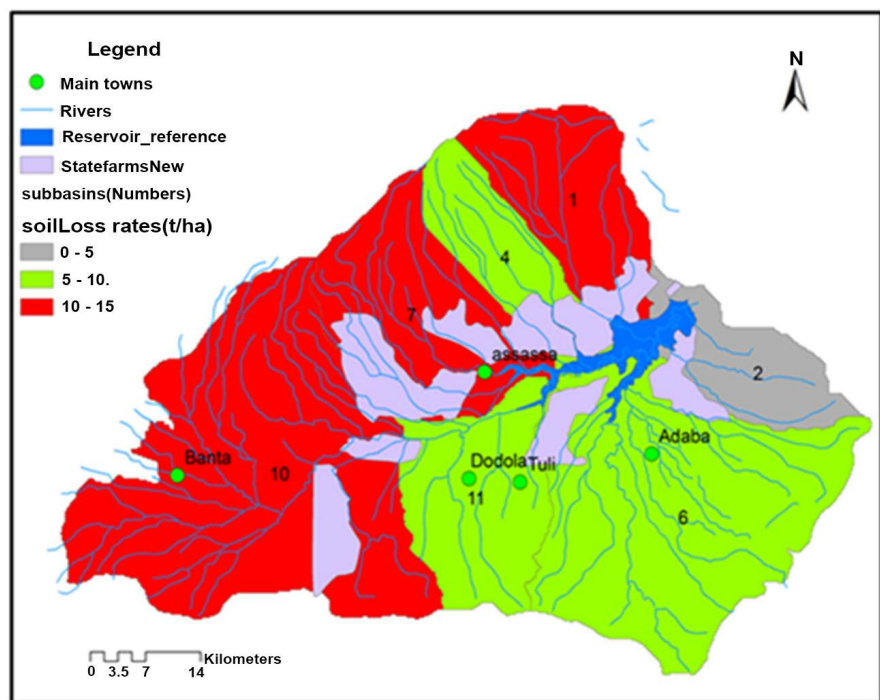 Legend
Main towns
Rivers
Reservoir_reference
StatefarmsNew
subbasins(Numbers)
soilLoss rates(t/ha)
0 - 5
5 - 10.
10 - 15
N
1
4
7
assassa
2
Banta
10
Dodola
Tuli
Adaba
11
6
Kilometers
0 3.5 7 14